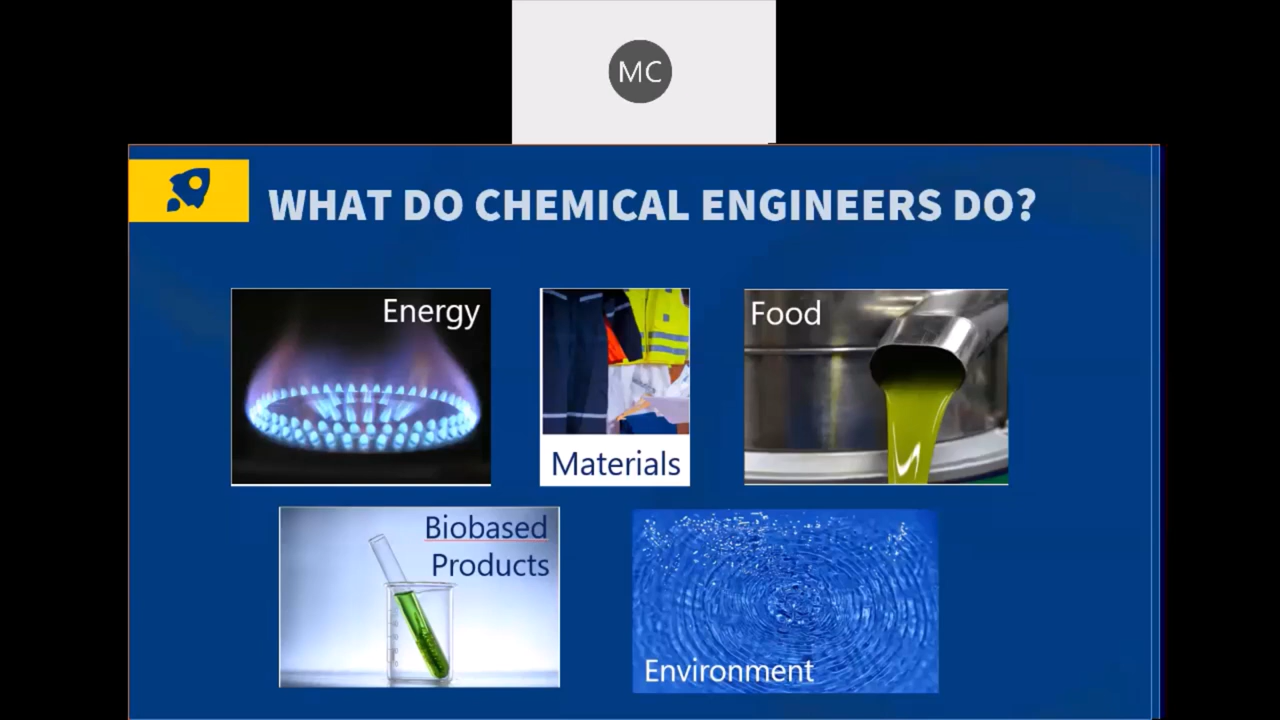 MC
WHAT DO CHEMICAL ENGINEERS DO?
Energy
Materials
Food
Biobased
Products
Environment